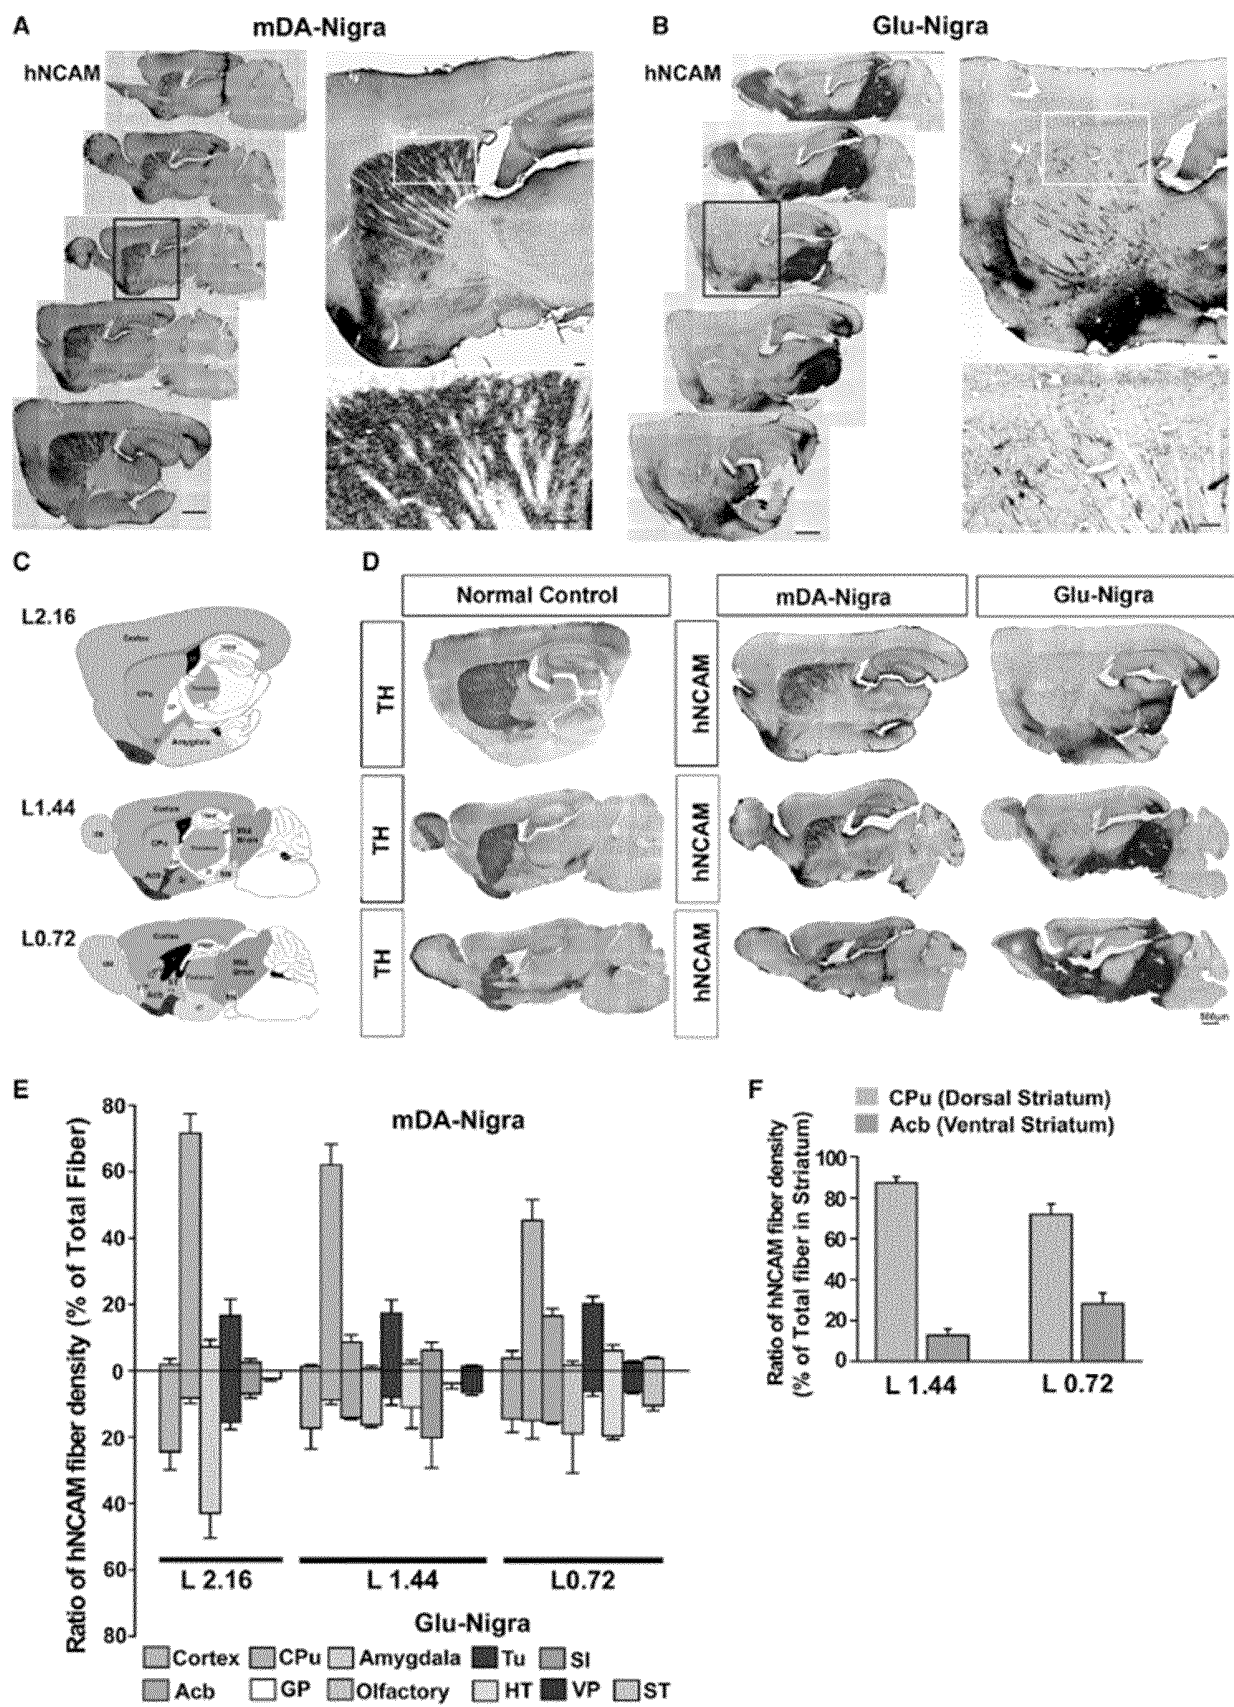 A
mDA-Nigra
B
Glu-Nigra
hNCAM
hNCAM
C
D
Normal Control
mDA-Nigra
Glu-Nigra
L2.16
Cortex
CPu
Amygdala
TH
hNCAM
L1.44
Cortex
CPu
TH
hNCAM
L0.72
Cortex
TH
hNCAM
500µm
E
mDA-Nigra
Ratio of hNCAM fiber density (% of Total Fiber)
80
60
40
20
0
20
40
60
80
L 2.16
L 1.44
L0.72
Glu-Nigra
Cortex
CPu
Amygdala
Tu
SI
Acb
GP
Olfactory
HT
VP
ST
F
CPu (Dorsal Striatum)
Acb (Ventral Striatum)
Ratio of hNCAM fiber density
(% of Total fiber in Striatum)
100
80
60
40
20
0
L 1.44
L 0.72